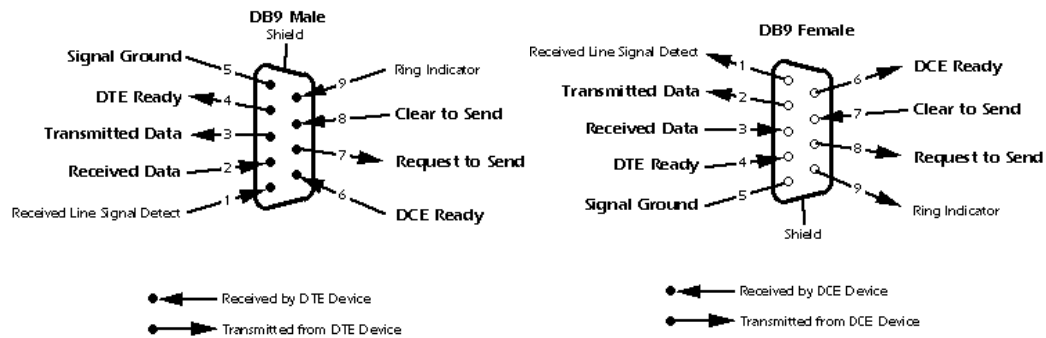 DB9 Male
Shield
Signal Ground
5
9
Ring Indicator
DTE Ready
4
8
Clear to Send
Transmitted Data
3
7
Request to Send
Received Data
2
6
DCE Ready
Received Line Signal Detect
1
Received by DTE Device
Transmitted from DTE Device
DB9 Female
Received Line Signal Detect
1
6
DCE Ready
Transmitted Data
2
7
Clear to Send
Received Data
3
8
Request to Send
DTE Ready
4
9
Ring Indicator
Signal Ground
5
Shield
Received by DCE Device
Transmitted from DCE Device